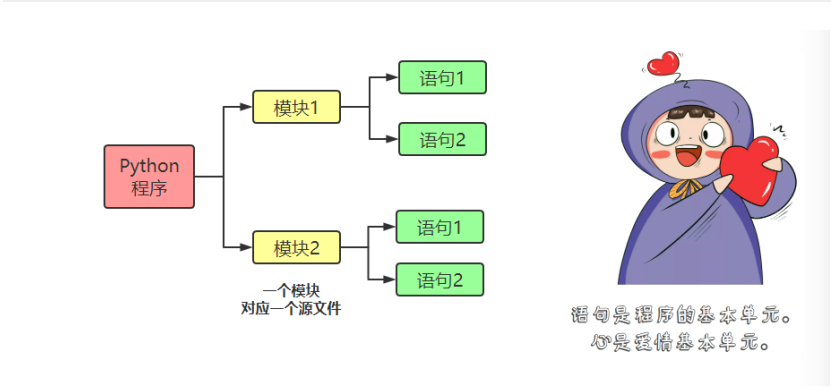 Python
程序
模块1
语句1
语句2
模块2
语句1
语句2
一个模块
对应一个源文件
语句是程序的基本单元。
心是爱情基本单元。